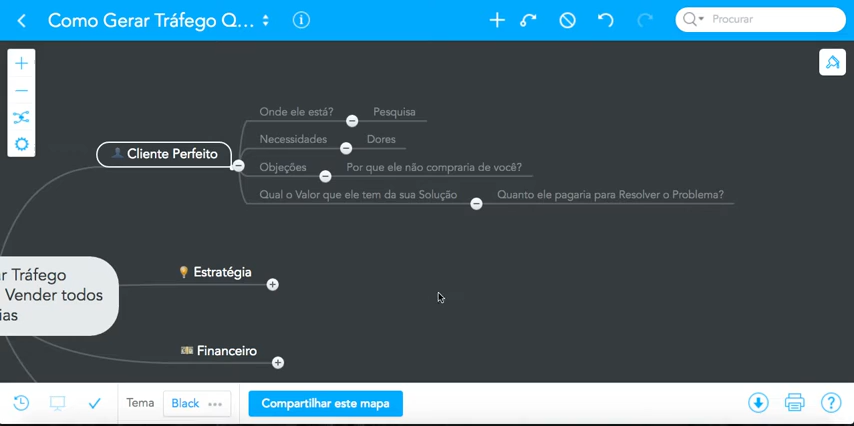 Como Gerar Tráfego Q...
Procurar
Onde ele está?
Pesquisa
Necessidades
Dores
Cliente Perfeito
Objeções
Por que ele não compraria de você?
Qual o Valor que ele tem da sua Solução
Quanto ele pagaria para Resolver o Problema?
Estratégia
r Tráfego
Vender todos
ias
Financeiro
Tema
Black
Compartilhar este mapa